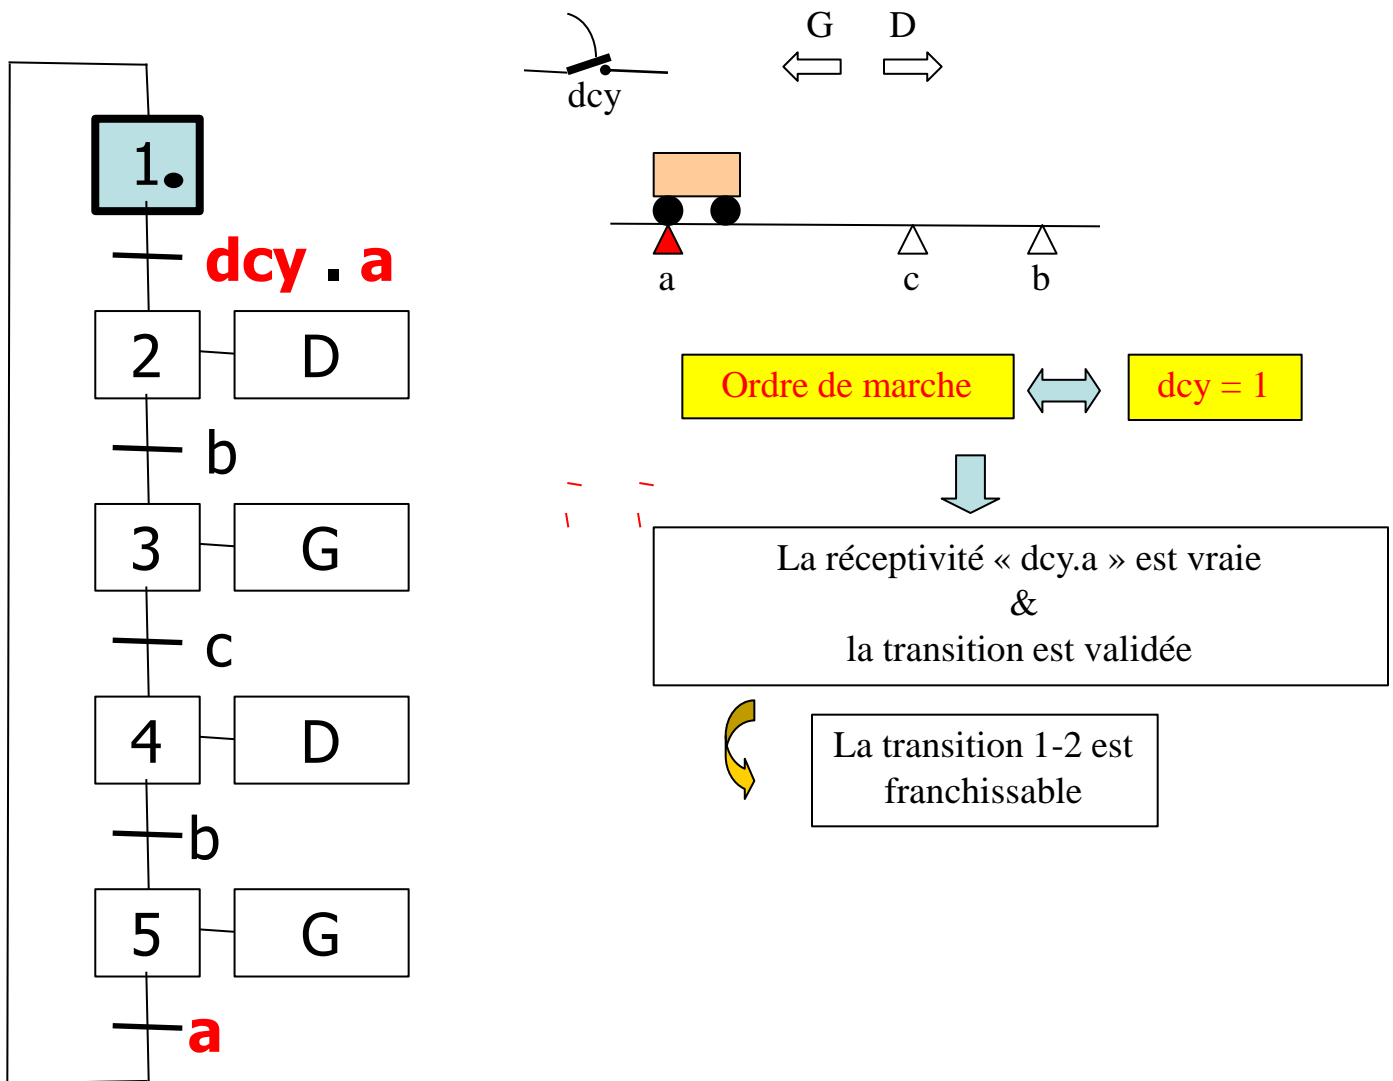 G D
dcy
1.
dcy . a
a c b
2 D
Ordre de marche
dcy = 1
b
3 G
La réceptivité « dcy.a » est vraie
&
la transition est validée
c
4 D
La transition 1-2 est
franchissable
b
5 G
a